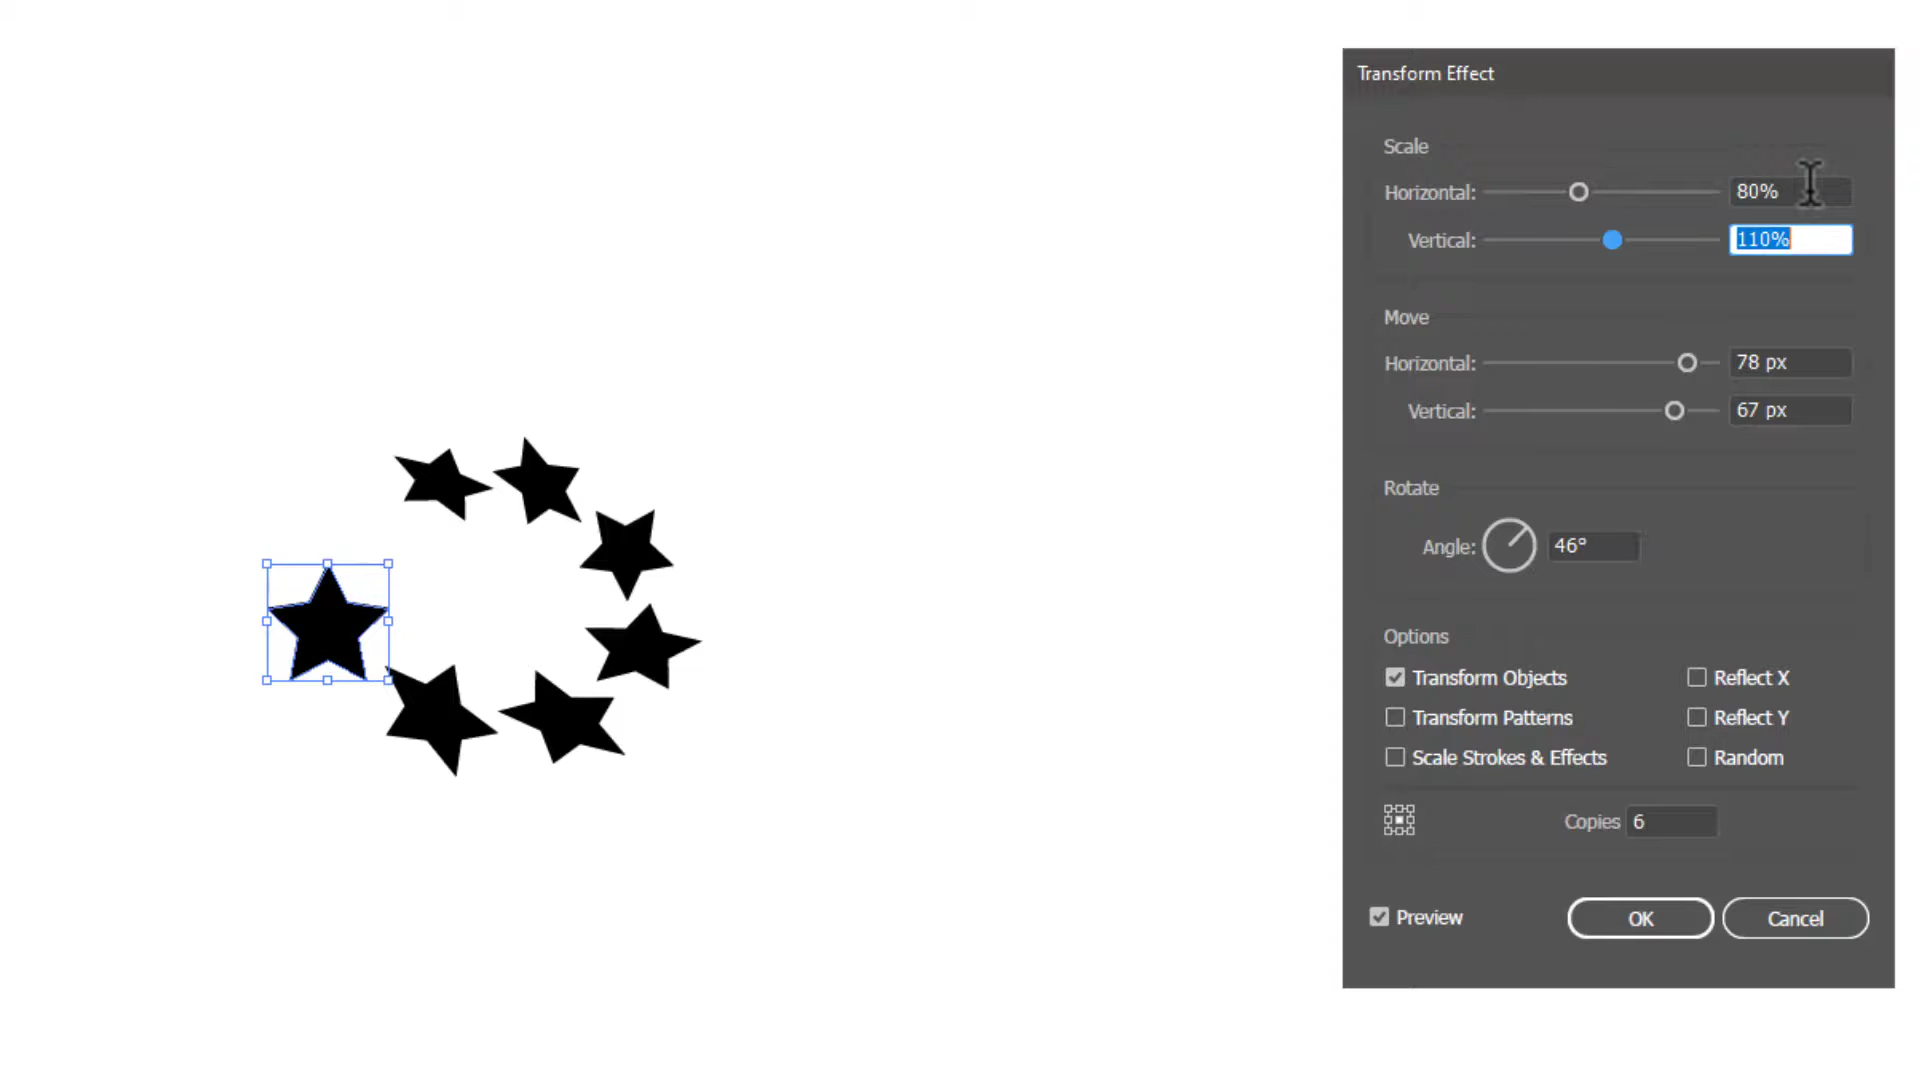 Transform Effect
Scale
Horizontal: 80%
Vertical: 110%
Move
Horizontal: 78 px
Vertical: 67 px
Rotate
Angle: 46°
Options
Transform Objects Reflect X
Transform Patterns Reflect Y
Scale Strokes & Effects Random
Copies 6
Preview OK Cancel